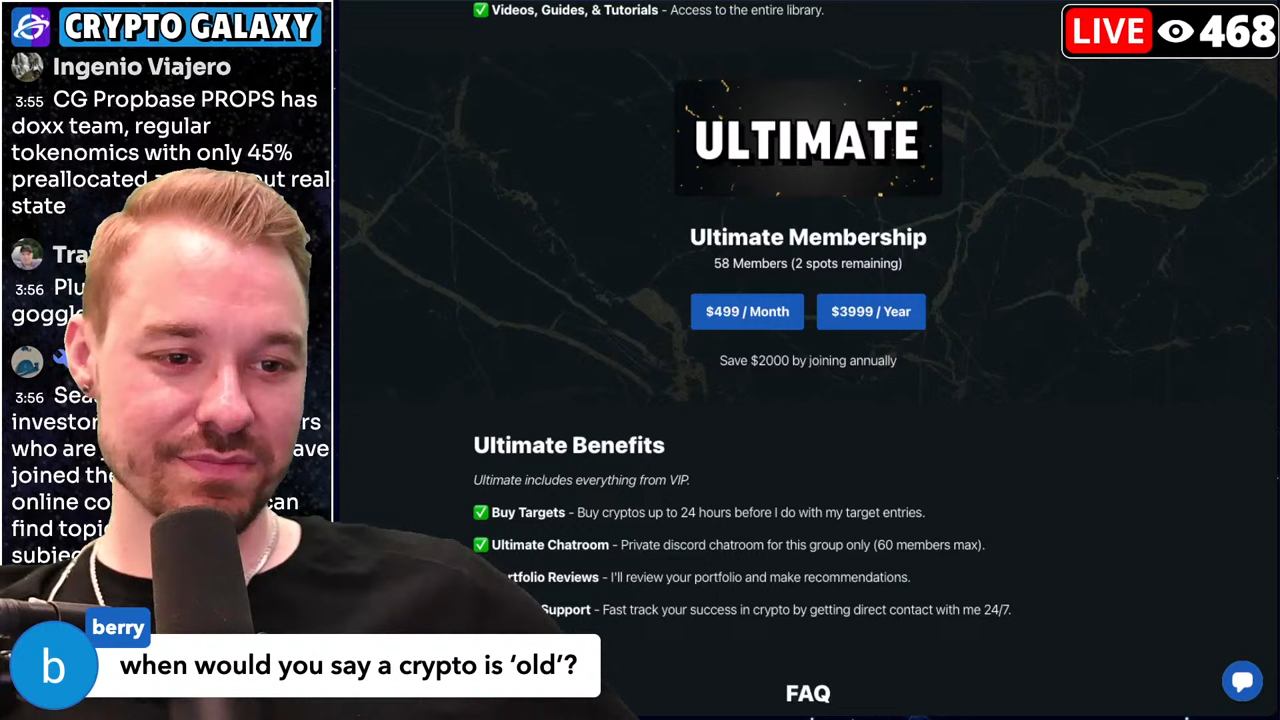 CRYPTO GALAXY
LIVE 468
Ingenio Viajero
3:55 CG Propbase PROPS has
doxx team, regular
tokenomics with only 45%
preallocated real
state
3:56
3:56
investor
who are
joined the
online
find
✅ Videos, Guides, & Tutorials - Access to the entire library.
ULTIMATE
Ultimate Membership
58 Members (2 spots remaining)
$499 / Month
$3999 / Year
Save $2000 by joining annually
Ultimate Benefits
Ultimate includes everything from VIP.
✅ Buy Targets - Buy cryptos up to 24 hours before I do with my target entries.
✅ Ultimate Chatroom - Private discord chatroom for this group only (60 members max).
Reviews - I'll review your portfolio and make recommendations.
Support - Fast track your success in crypto by getting direct contact with me 24/7.
FAQ
berry
b
when would you say a crypto is ‘old’?